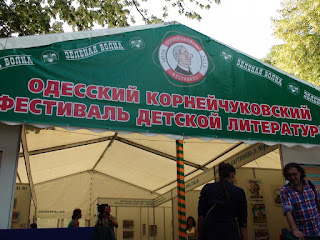 ЗЕЛЕНАЯ ВОЛНА
ЗЕЛЕНАЯ ВОЛНА
ЗЕЛЕНАЯ ВОЛНА
ОДЕССКИЙ КОРНЕЙЧУКОВСКИЙ
ФЕСТИВАЛЬ ДЕТСКОЙ ЛИТЕРАТУР